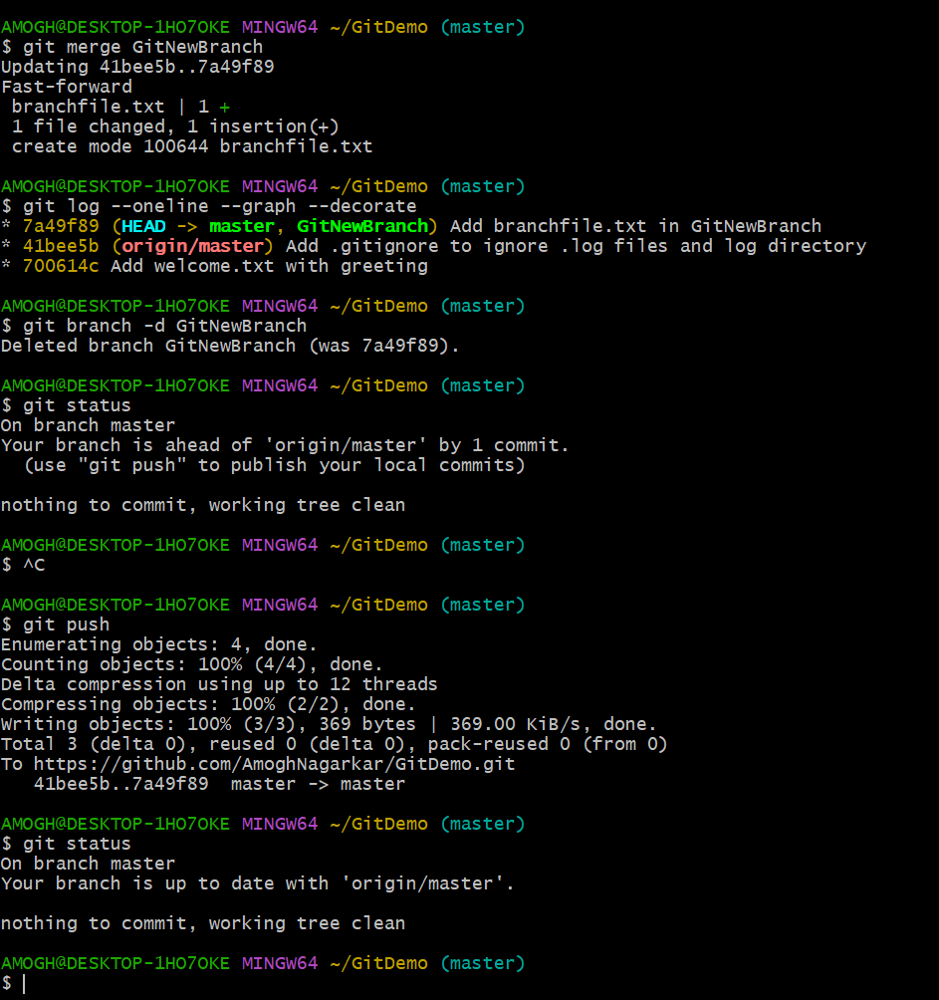 AMOGH@DESKTOP-1HO7OKE MINGW64 ~/GitDemo (master)
$ git merge GitNewBranch
Updating 41bee5b..7a49f89
Fast-forward
 branchfile.txt | 1 +
 1 file changed, 1 insertion(+)
 create mode 100644 branchfile.txt

AMOGH@DESKTOP-1HO7OKE MINGW64 ~/GitDemo (master)
$ git log --oneline --graph --decorate
* 7a49f89 (HEAD -> master, GitNewBranch) Add branchfile.txt in GitNewBranch
* 41bee5b (origin/master) Add .gitignore to ignore .log files and log directory
* 700614c Add welcome.txt with greeting

AMOGH@DESKTOP-1HO7OKE MINGW64 ~/GitDemo (master)
$ git branch -d GitNewBranch
Deleted branch GitNewBranch (was 7a49f89).

AMOGH@DESKTOP-1HO7OKE MINGW64 ~/GitDemo (master)
$ git status
On branch master
Your branch is ahead of 'origin/master' by 1 commit.
  (use "git push" to publish your local commits)

nothing to commit, working tree clean

AMOGH@DESKTOP-1HO7OKE MINGW64 ~/GitDemo (master)
$ ^C

AMOGH@DESKTOP-1HO7OKE MINGW64 ~/GitDemo (master)
$ git push
Enumerating objects: 4, done.
Counting objects: 100% (4/4), done.
Delta compression using up to 12 threads
Compressing objects: 100% (2/2), done.
Writing objects: 100% (3/3), 369 bytes | 369.00 KiB/s, done.
Total 3 (delta 0), reused 0 (delta 0), pack-reused 0 (from 0)
To https://github.com/AmoghNagarkar/GitDemo.git
   41bee5b..7a49f89  master -> master

AMOGH@DESKTOP-1HO7OKE MINGW64 ~/GitDemo (master)
$ git status
On branch master
Your branch is up to date with 'origin/master'.

nothing to commit, working tree clean

AMOGH@DESKTOP-1HO7OKE MINGW64 ~/GitDemo (master)
$